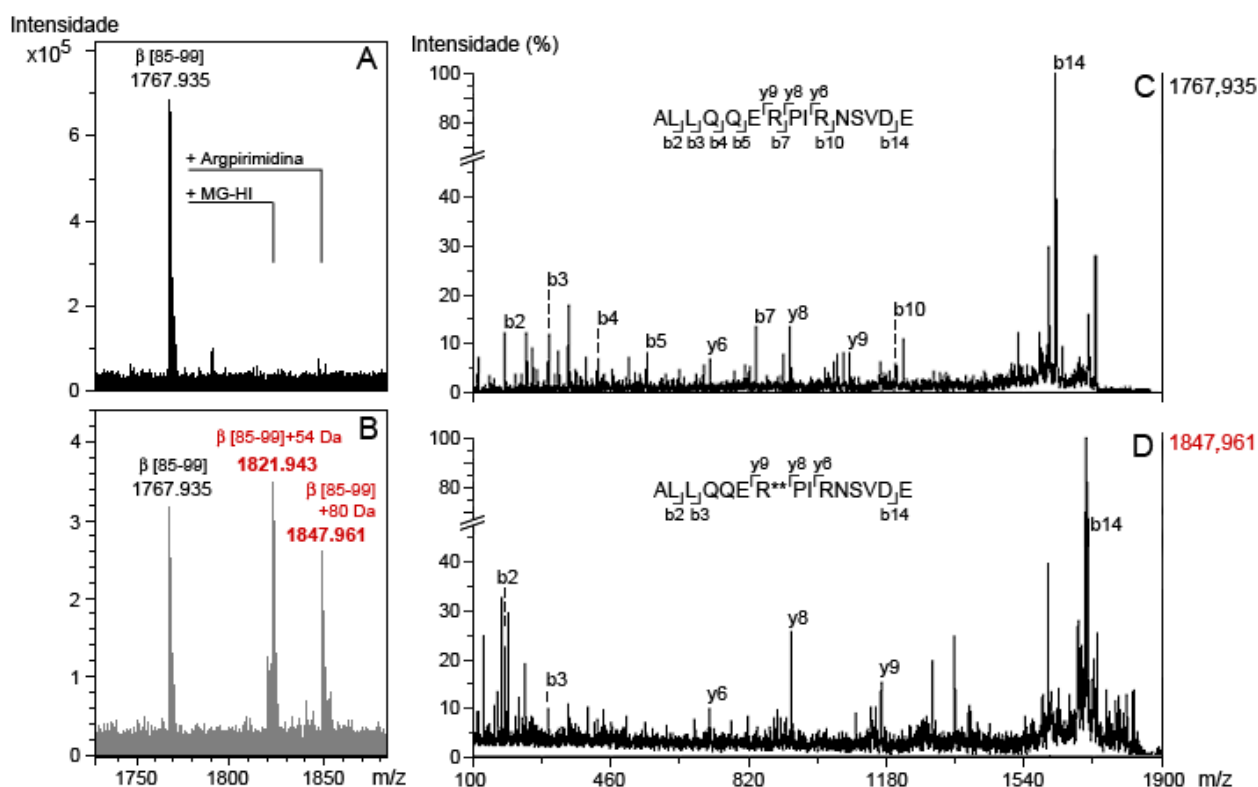 Intensidade
x10⁵
A
β [85-99]
1767.935
+ Argpirimidina
+ MG-HI
6
4
2
0
B
β [85-99]+54 Da
1821.943
β [85-99]
1767.935
β [85-99]
+80 Da
1847.961
4
3
2
1
0
1750 1800 1850 m/z
Intensidade (%)
C 1767,935
100
80
40
30
20
10
0
y9 y8 y6
ALLQQERPIRNSVDE
b2 b3 b4 b5 b7 b10 b14
b2 b3 b4 b5 y6 b7 y8 y9 b10 b14
D 1847,961
100
80
40
30
20
10
0
y9 y8 y6
ALLQQER**PIRNSVDE
b2 b3 b14
b2 b3 y6 y8 y9 b14
100 460 820 1180 1540 1900 m/z